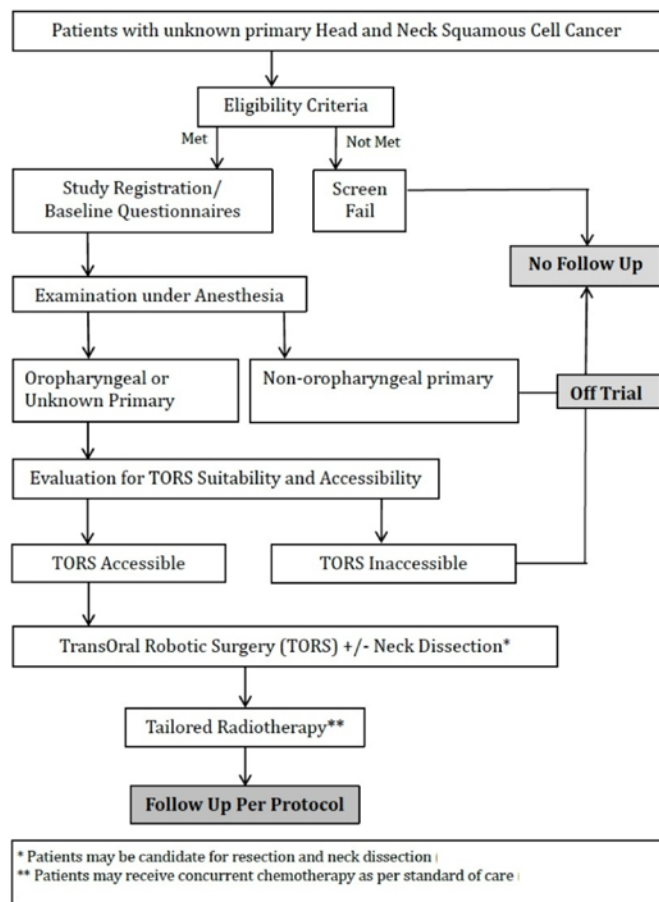 Patients with unknown primary Head and Neck Squamous Cell Cancer
Eligibility Criteria
Met
Not Met
Study Registration/
Baseline Questionnaires
Screen
Fail
No Follow Up
Examination under Anesthesia
Oropharyngeal or
Unknown Primary
Non-oropharyngeal primary
Off Trial
Evaluation for TORS Suitability and Accessibility
TORS Accessible
TORS Inaccessible
TransOral Robotic Surgery (TORS) +/- Neck Dissection*
Tailored Radiotherapy**
Follow Up Per Protocol
* Patients may be candidate for resection and neck dissection
** Patients may receive concurrent chemotherapy as per standard of care